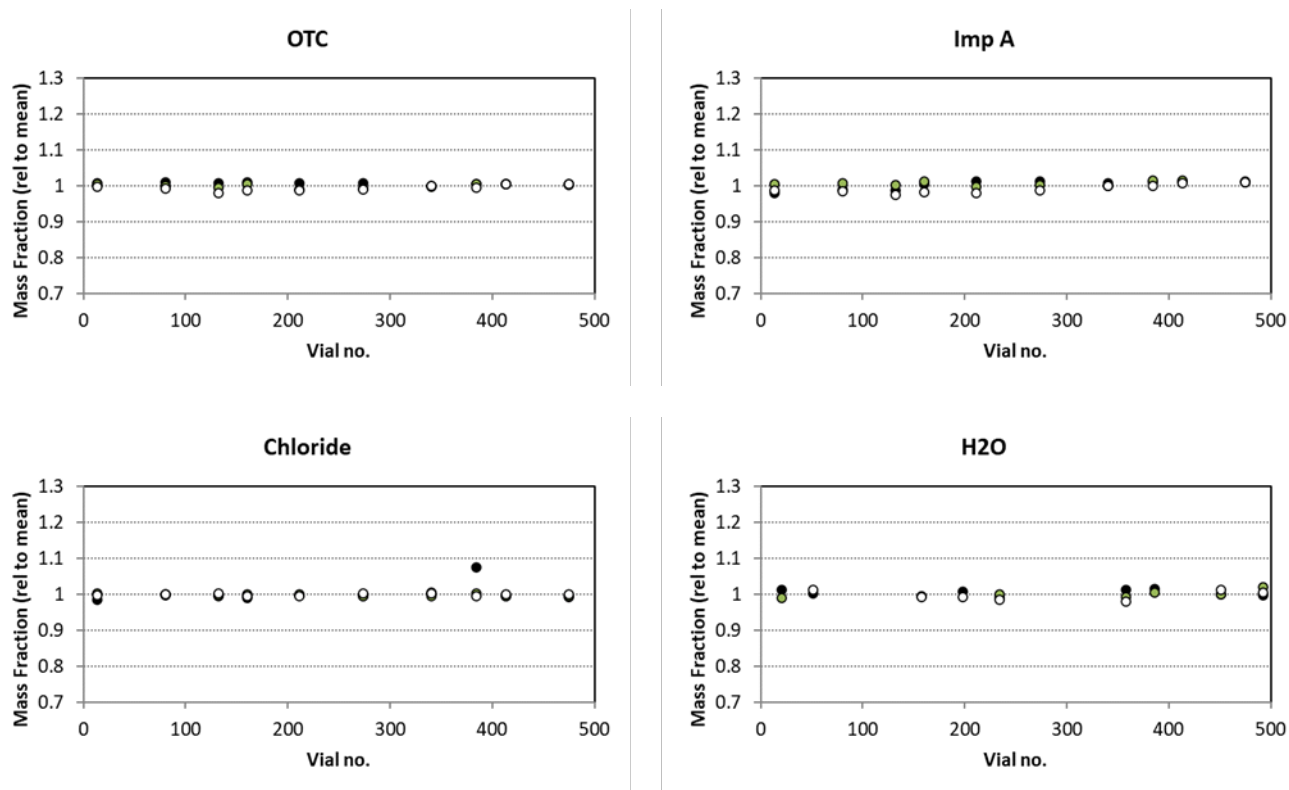 OTC
Mass Fraction (rel to mean)
1.3
1.2
1.1
1
0.9
0.8
0.7
0 100 200 300 400 500
Vial no.
Imp A
Mass Fraction (rel to mean)
1.3
1.2
1.1
1
0.9
0.8
0.7
0 100 200 300 400 500
Vial no.
Chloride
Mass Fraction (rel to mean)
1.3
1.2
1.1
1
0.9
0.8
0.7
0 100 200 300 400 500
Vial no.
H2O
Mass Fraction (rel to mean)
1.3
1.2
1.1
1
0.9
0.8
0.7
0 100 200 300 400 500
Vial no.